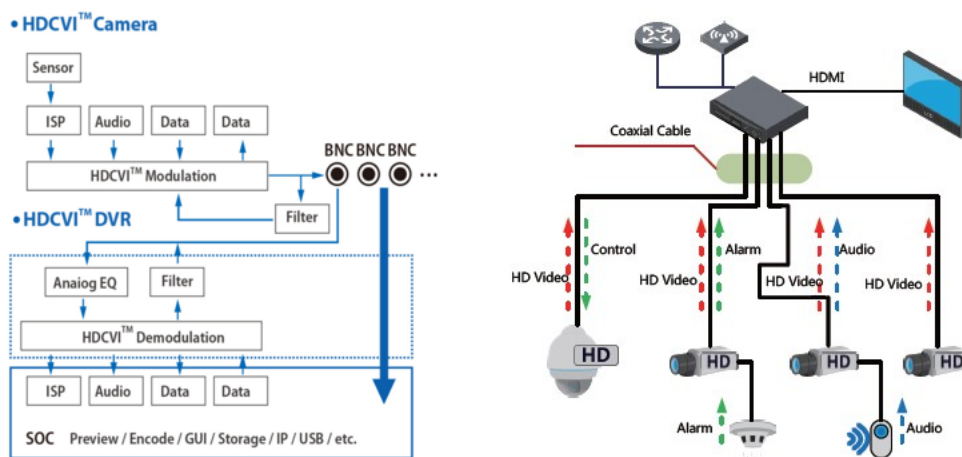 • HDCVI™ Camera
Sensor
ISP Audio Data Data
HDCVI™ Modulation
BNC BNC BNC ...
Filter
• HDCVI™ DVR
Anaiog EQ Filter
HDCVI™ Demodulation
ISP Audio Data Data
SOC Preview / Encode / GUI / Storage / IP / USB / etc.
HDMI
Coaxial Cable
Control Alarm Audio
HD Video HD Video HD Video HD Video
HD HD HD HD
Alarm Audio